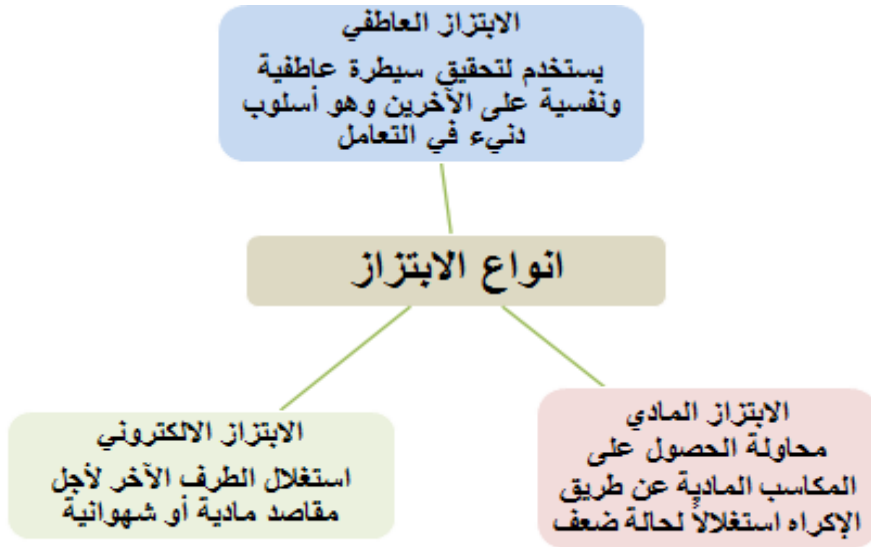 الابتزاز العاطفي
يستخدم لتحقيق سيطرة عاطفية
ونفسية على الآخرين وهو أسلوب
دنيء في التعامل
انواع الابتزاز
الابتزاز المادي
محاولة الحصول على
المكاسب المادية عن طريق
الإكراه استغلالاً لحالة ضعف
الابتزاز الالكتروني
استغلال الطرف الآخر لأجل
مقاصد مادية أو شهوانية